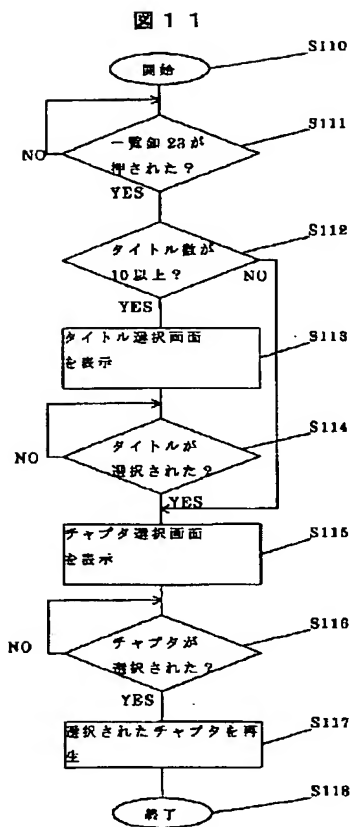 図11
S110
開始
S111
一覧釦23が
押された？
NO
YES
S112
タイトル数が
10以上？
NO
YES
S113
タイトル選択画面
を表示
S114
タイトルが
選択された？
NO
YES
S115
チャプタ選択画面
を表示
S116
チャプタが
選択された？
NO
YES
S117
選択されたチャプタを再
生
S118
終了